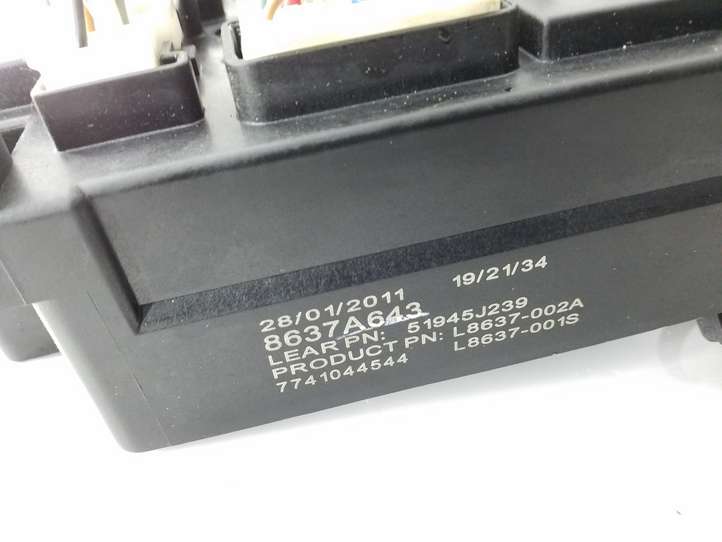 28/01/2011 19/21/34
8637A643
LEAR PN: 51945J239
PRODUCT PN: L8637-002A
7741044544 L8637-001S